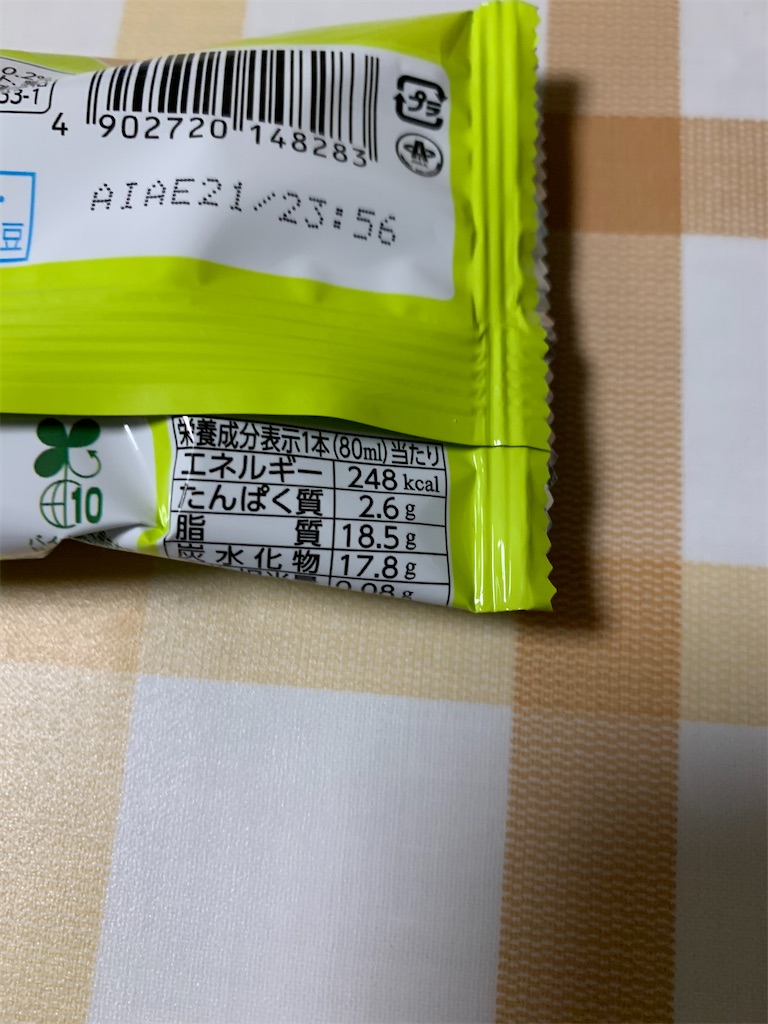 33-1
4 902720 148283
プラ
AIAE21/23:56
豆
10
栄養成分表示1本(80ml)当たり
エネルギー 248kcal
たんぱく質 2.6g
脂質 18.5g
炭水化物 17.8g